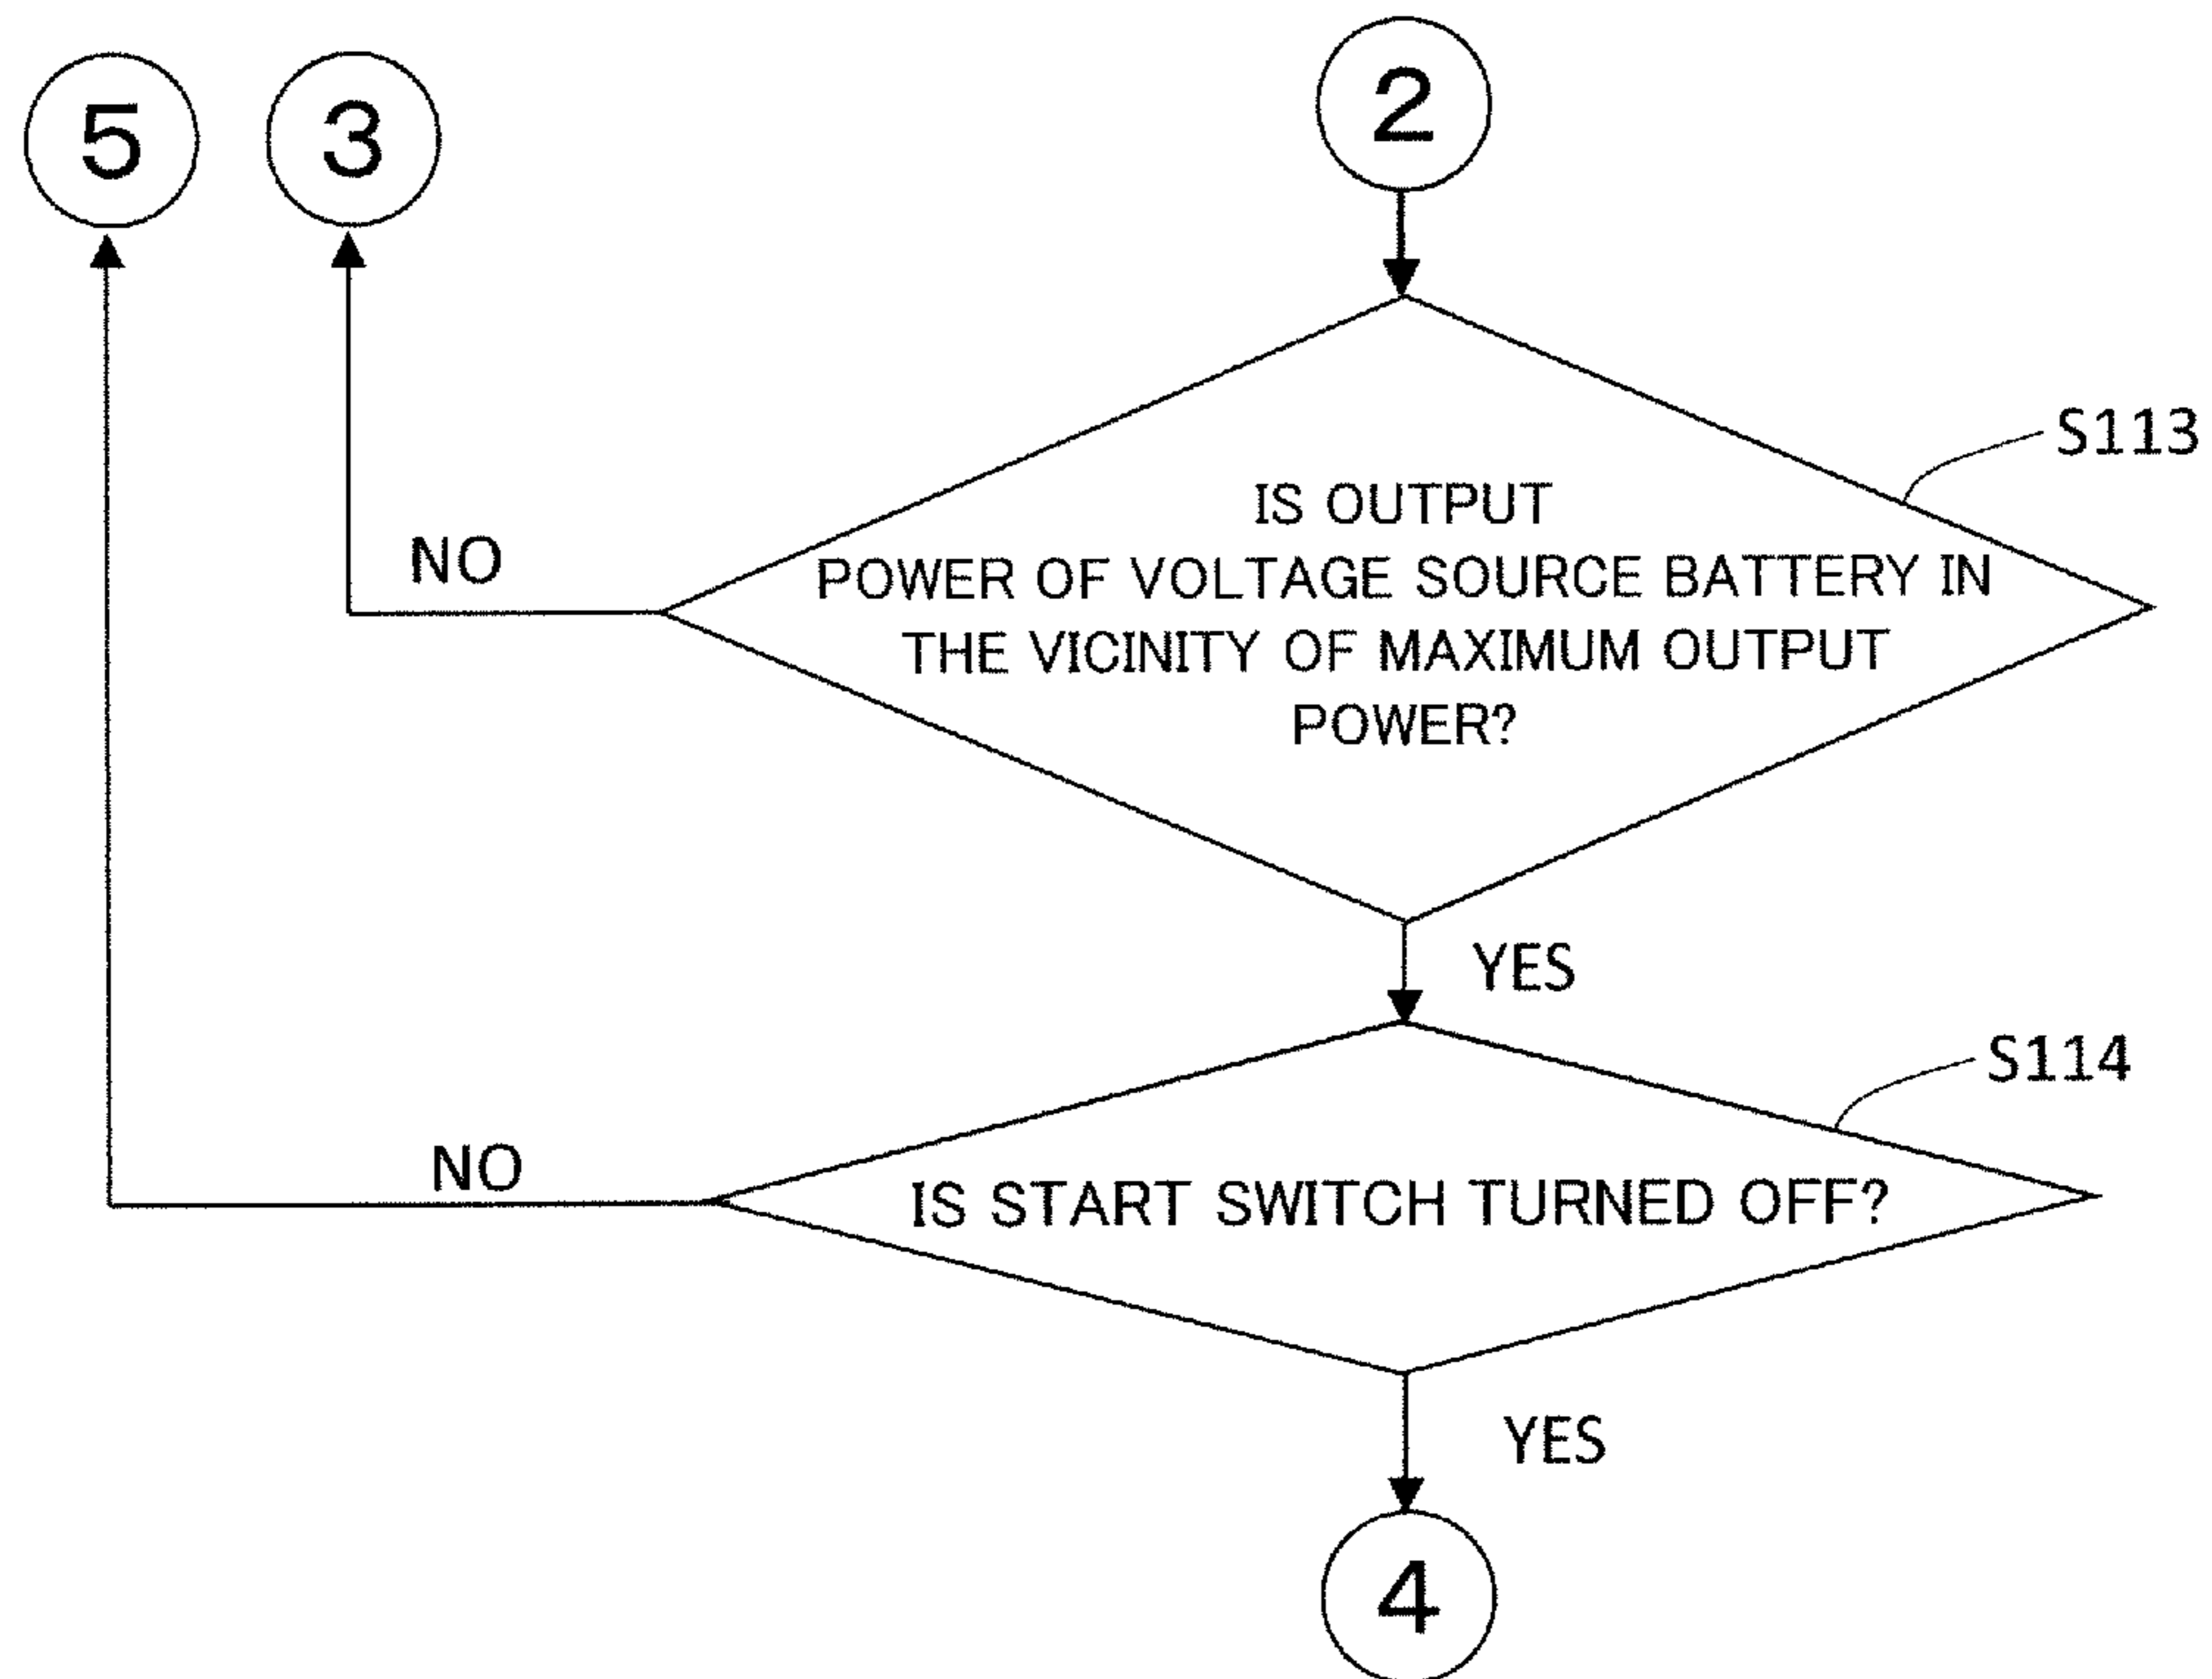 2
5
3
S113
IS OUTPUT
POWER OF VOLTAGE SOURCE BATTERY IN
THE VICINITY OF MAXIMUM OUTPUT
POWER?
NO
YES
S114
NO
IS START SWITCH TURNED OFF?
YES
4